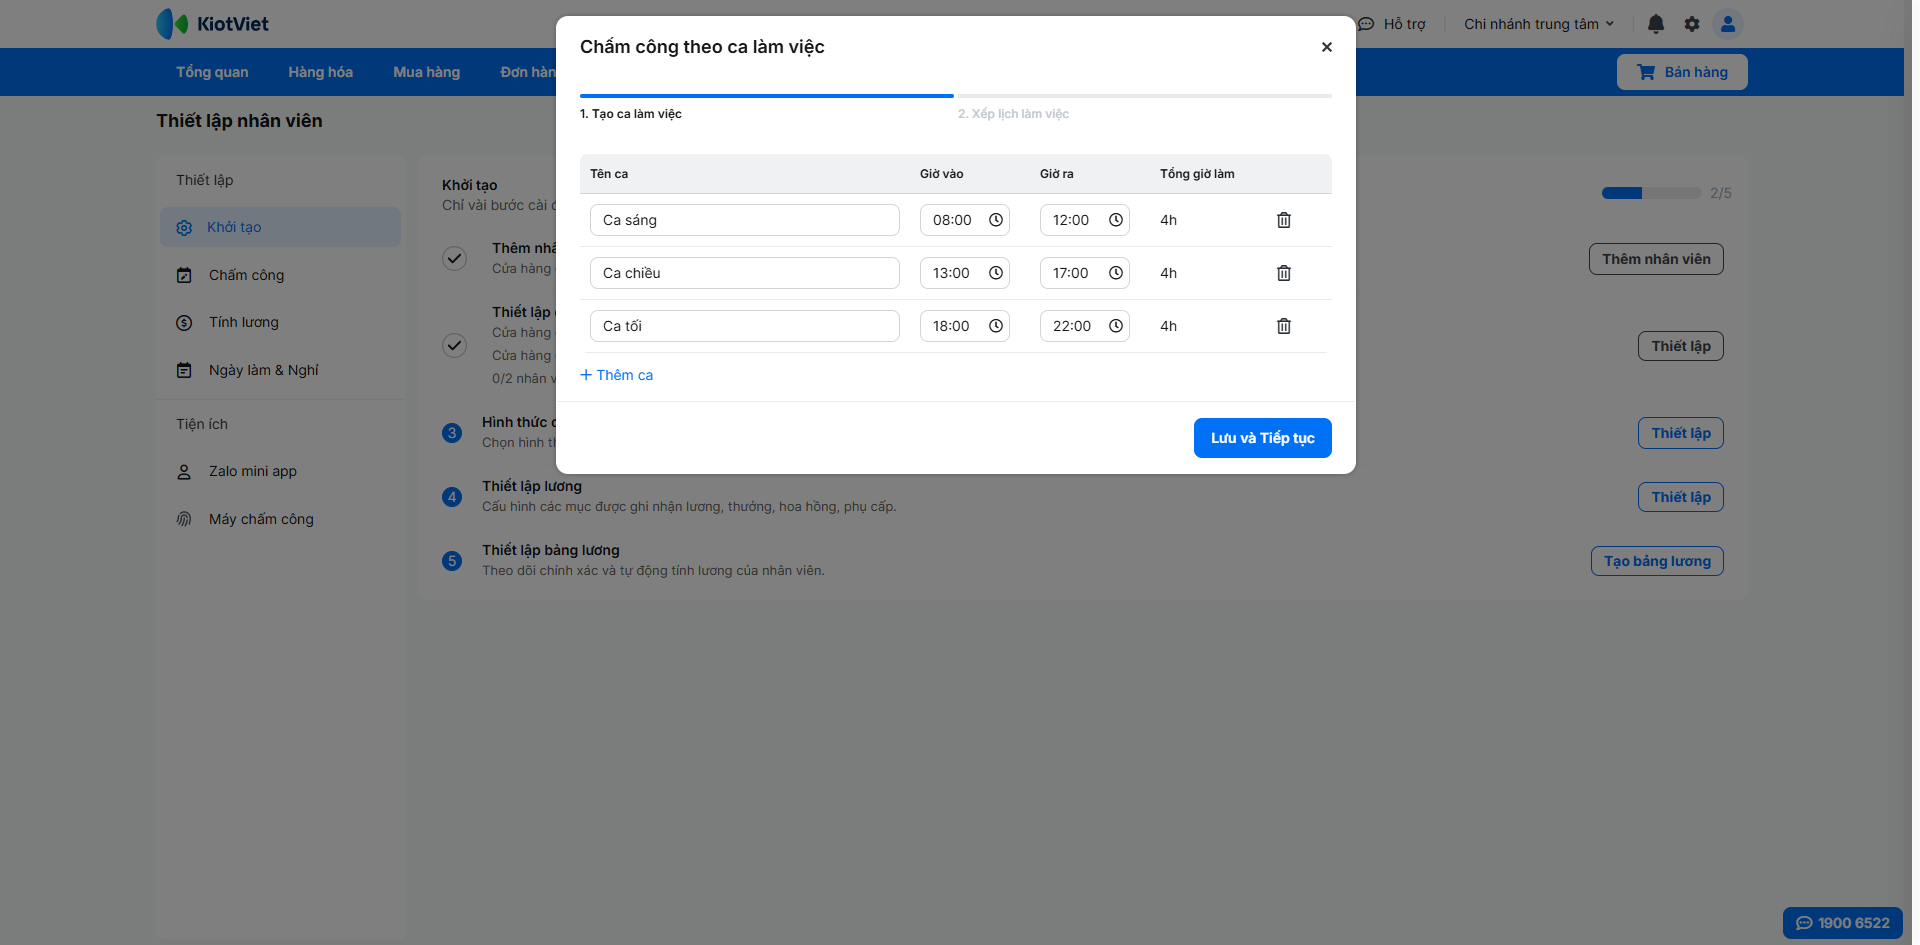 KiotViet
Hỗ trợ
Chi nhánh trung tâm
Tổng quan
Hàng hóa
Mua hàng
Bán hàng
Thiết lập nhân viên
Thiết lập
Khởi tạo
Chấm công
Tính lương
Ngày làm & Nghỉ
Tiện ích
Zalo mini app
Máy chấm công
Khởi tạo
Chỉ vài bước cài
2/5
Thêm
Cửa hàng
Thêm nhân viên
Thiết lập
Cửa hàng
Cửa hàng
0/2 nhân
Thiết lập
3
Hình thức
Chọn hình
Thiết lập
4
Thiết lập lương
Cấu hình các mục được ghi nhận lương, thưởng, hoa hồng, phụ cấp.
Thiết lập
5
Thiết lập bảng lương
Theo dõi chính xác và tự động tính lương của nhân viên.
Tạo bảng lương
Chấm công theo ca làm việc
1. Tạo ca làm việc
2. Xếp lịch làm việc
Tên ca Giờ vào Giờ ra Tổng giờ làm
Ca sáng 08:00 12:00 4h
Ca chiều 13:00 17:00 4h
Ca tối 18:00 22:00 4h
+ Thêm ca
Lưu và Tiếp tục
1900 6522